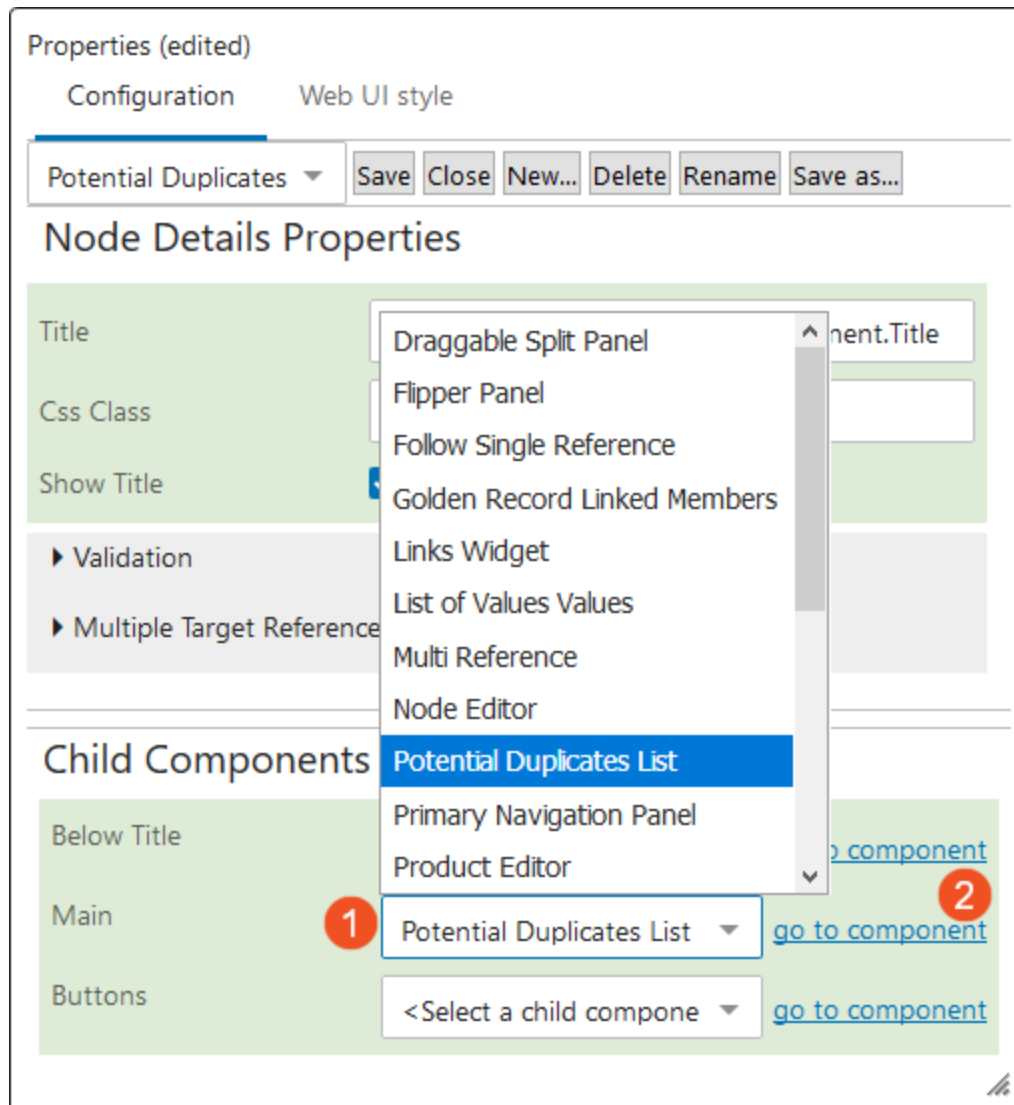 Properties (edited)
Configuration Web UI style
Potential Duplicates Save Close New... Delete Rename Save as...
Node Details Properties
Title
Draggable Split Panel
nent.Title
Flipper Panel
Css Class
Follow Single Reference
Show Title
Golden Record Linked Members
Links Widget
Validation
List of Values Values
Multiple Target Reference
Multi Reference
Node Editor
Child Components
Potential Duplicates List
Primary Navigation Panel
Below Title
Product Editor
component
Main 1 Potential Duplicates List go to component 2
Buttons <Select a child compone go to component